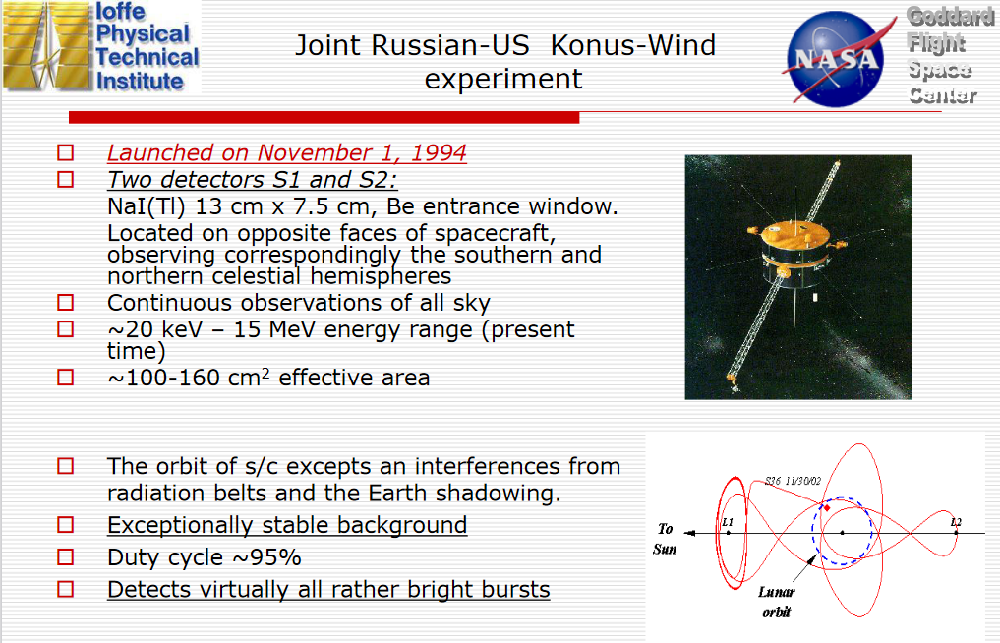 Ioffe
Physical
Technical
Institute
Joint Russian-US Konus-Wind
experiment
NASA
Goddard
Flight
Space
Center
Launched on November 1, 1994
Two detectors S1 and S2:
NaI(Tl) 13 cm x 7.5 cm, Be entrance window.
Located on opposite faces of spacecraft,
observing correspondingly the southern and
northern celestial hemispheres
Continuous observations of all sky
~20 keV – 15 MeV energy range (present
time)
~100-160 cm² effective area
The orbit of s/c excepts an interferences from
radiation belts and the Earth shadowing.
Exceptionally stable background
Duty cycle ~95%
Detects virtually all rather bright bursts
S36 11/30/02
To
Sun
L1
L2
Lunar
orbit